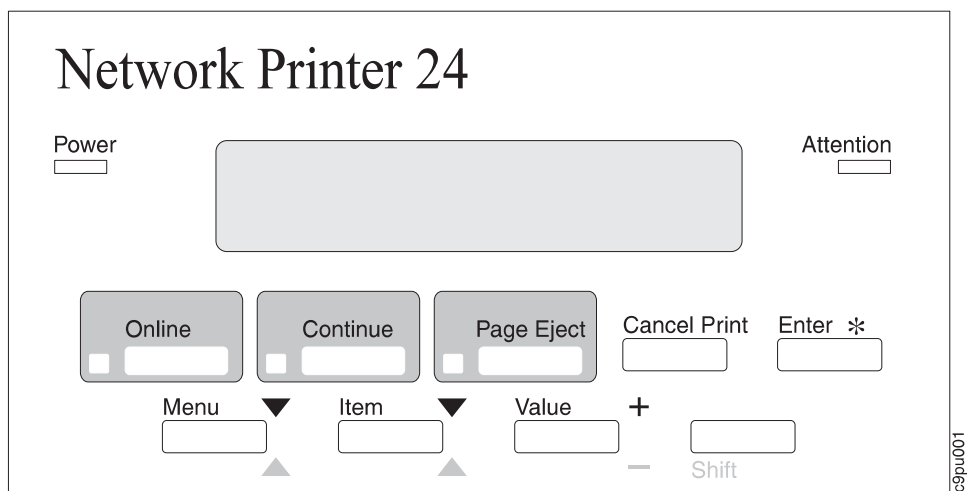 Network Printer 24
Power
Attention
Online
Continue
Page Eject
Cancel Print
Enter *
Menu
Item
Value +
− Shift
c9pu001